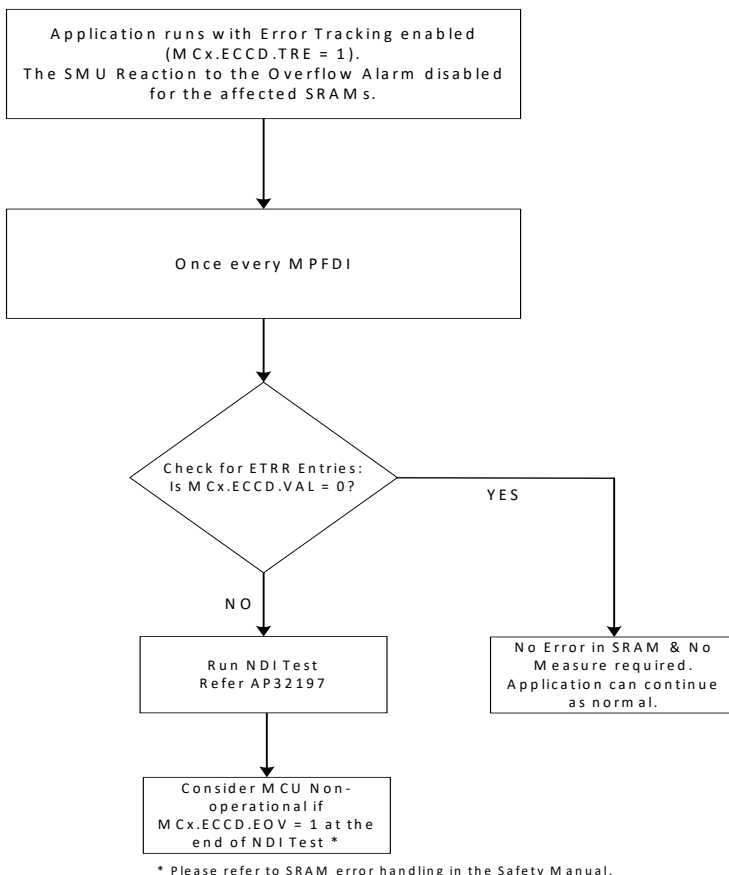 Application runs with Error Tracking enabled
(MCx.ECCD.TRE = 1).
The SMU Reaction to the Overflow Alarm disabled
for the affected SRAMs.
Once every MPFDI
Check for ETRR Entries:
Is MCx.ECCD.VAL = 0?
YES
NO
Run NDI Test
Refer AP32197
No Error in SRAM & No
Measure required.
Application can continue
as normal.
Consider MCU Non-
operational if
MCx.ECCD.EOV = 1 at the
end of NDI Test *
* Please refer to SRAM error handling in the Safety Manual.